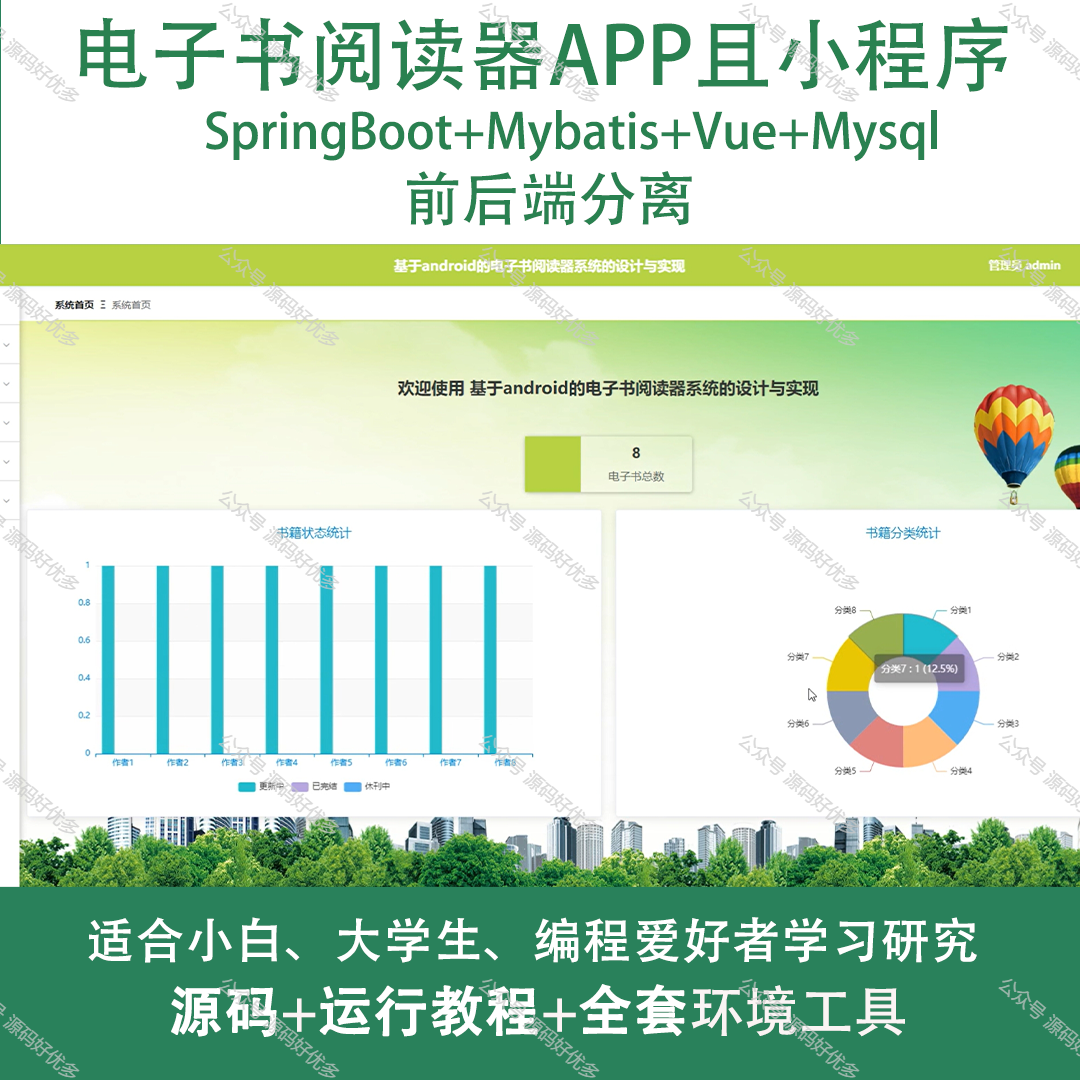 电子书阅读器APP且小程序
SpringBoot+Mybatis+Vue+Mysql
前后端分离
基于android的电子书阅读器系统的设计与实现
管理员 admin
系统首页 Ξ 系统首页
欢迎使用 基于android的电子书阅读器系统的设计与实现
8
电子书总数
书籍状态统计
1
0.8
0.6
0.4
0.2
0
作者1 作者2 作者3 作者4 作者5 作者6 作者7 作者8
更新中 已完结 休刊中
书籍分类统计
分类8 分类1
分类7 分类2
分类7 : 1 (12.5%)
分类6 分类3
分类5 分类4
适合小白、大学生、编程爱好者学习研究
源码+运行教程+全套环境工具
公众号 源码好优多